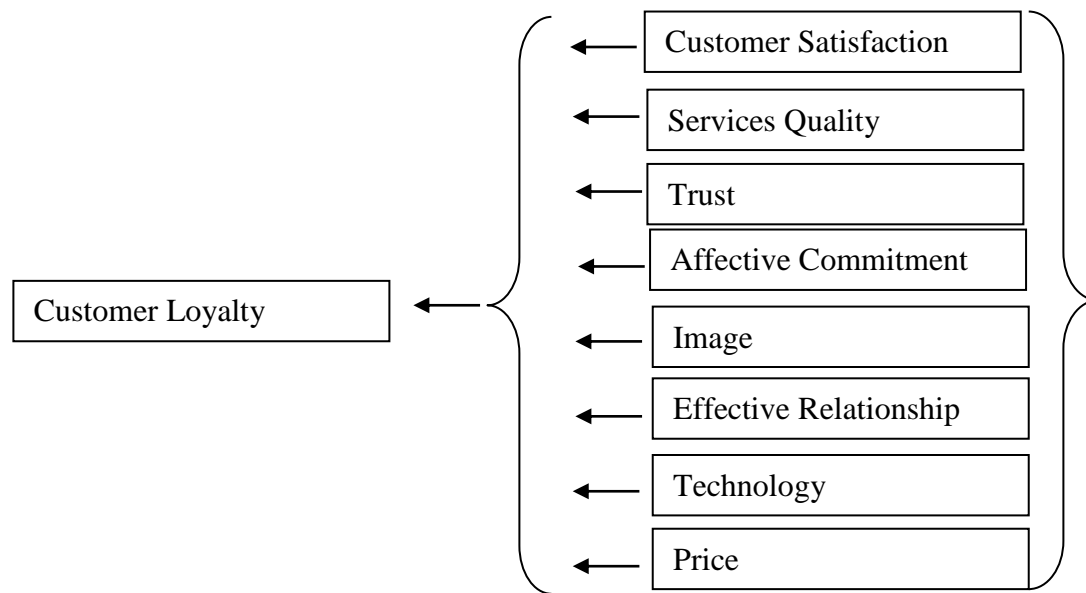 Customer Satisfaction
Services Quality
Trust
Affective Commitment
Customer Loyalty
Image
Effective Relationship
Technology
Price